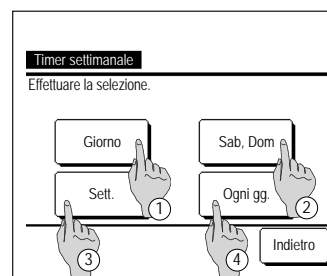 Timer settimanale
Effettuare la selezione.
Giorno
Sab, Dom
1
2
Sett.
Ogni gg.
3
4
Indietro